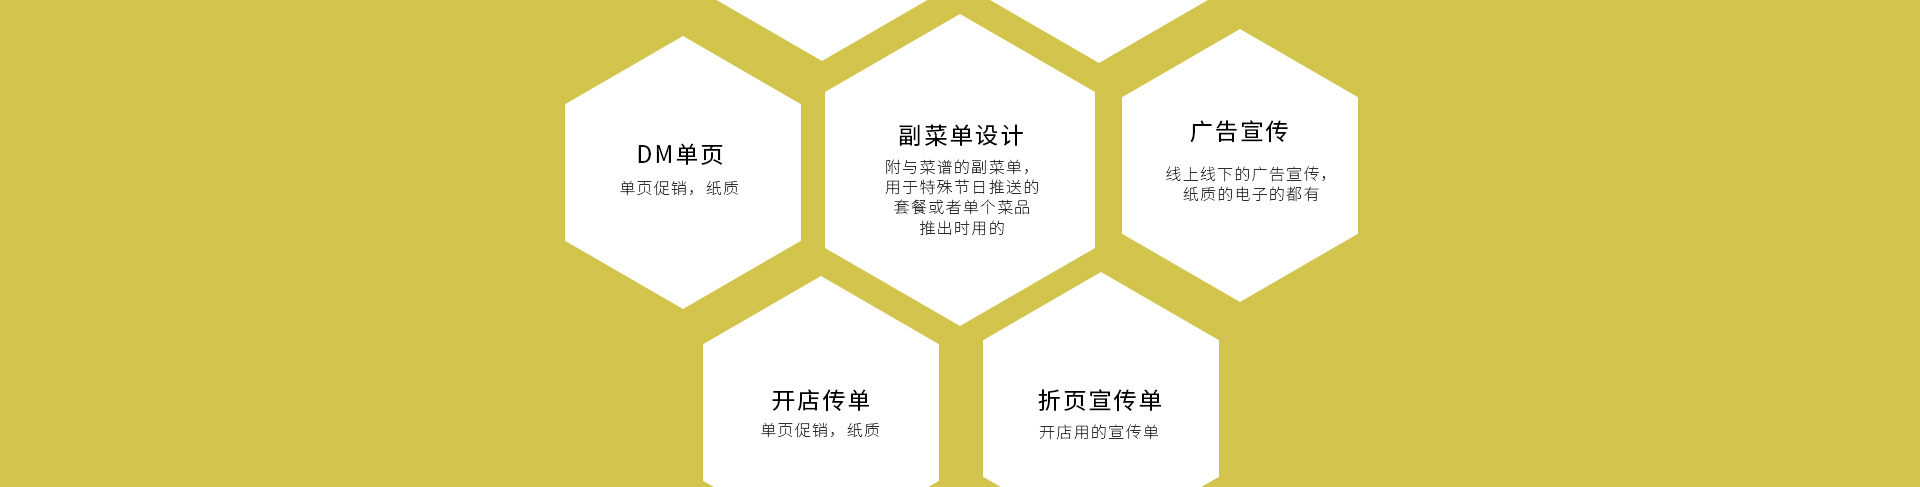 DM单页
单页促销，纸质
副菜单设计
附与菜谱的副菜单，
用于特殊节日推送的
套餐或者单个菜品
推出时用的
广告宣传
线上线下的广告宣传，
纸质的电子的都有
开店传单
单页促销，纸质
折页宣传单
开店用的宣传单